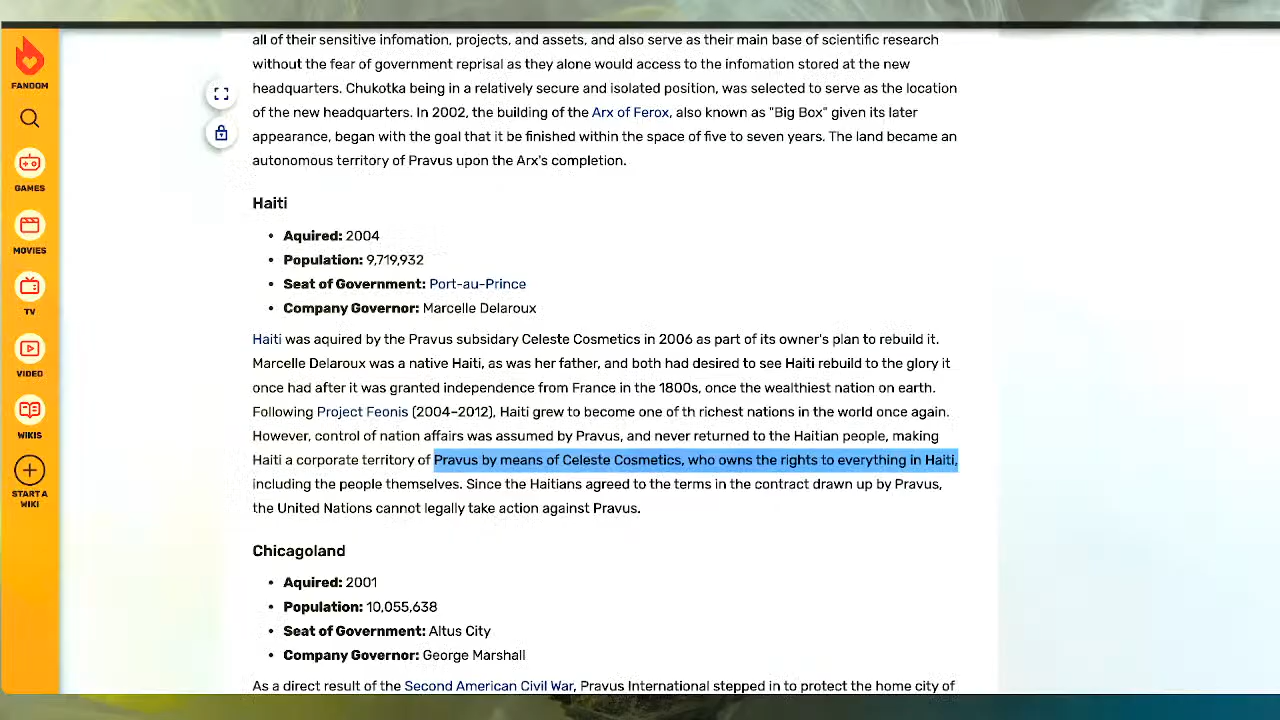 all of their sensitive infomation, projects, and assets, and also serve as their main base of scientific research
without the fear of government reprisal as they alone would access to the infomation stored at the new
headquarters. Chukotka being in a relatively secure and isolated position, was selected to serve as the location
of the new headquarters. In 2002, the building of the Arx of Ferox, also known as "Big Box" given its later
appearance, began with the goal that it be finished within the space of five to seven years. The land became an
autonomous territory of Pravus upon the Arx's completion.
Haiti
• Aquired: 2004
• Population: 9,719,932
• Seat of Government: Port-au-Prince
• Company Governor: Marcelle Delaroux
Haiti was aquired by the Pravus subsidary Celeste Cosmetics in 2006 as part of its owner's plan to rebuild it.
Marcelle Delaroux was a native Haiti, as was her father, and both had desired to see Haiti rebuild to the glory it
once had after it was granted independence from France in the 1800s, once the wealthiest nation on earth.
Following Project Feonis (2004–2012), Haiti grew to become one of th richest nations in the world once again.
However, control of nation affairs was assumed by Pravus, and never returned to the Haitian people, making
Haiti a corporate territory of Pravus by means of Celeste Cosmetics, who owns the rights to everything in Haiti,
including the people themselves. Since the Haitians agreed to the terms in the contract drawn up by Pravus,
the United Nations cannot legally take action against Pravus.
Chicagoland
• Aquired: 2001
• Population: 10,055,638
• Seat of Government: Altus City
• Company Governor: George Marshall
As a direct result of the Second American Civil War, Pravus International stepped in to protect the home city of
FANDOM
GAMES
MOVIES
TV
VIDEO
WIKIS
START A
WIKI